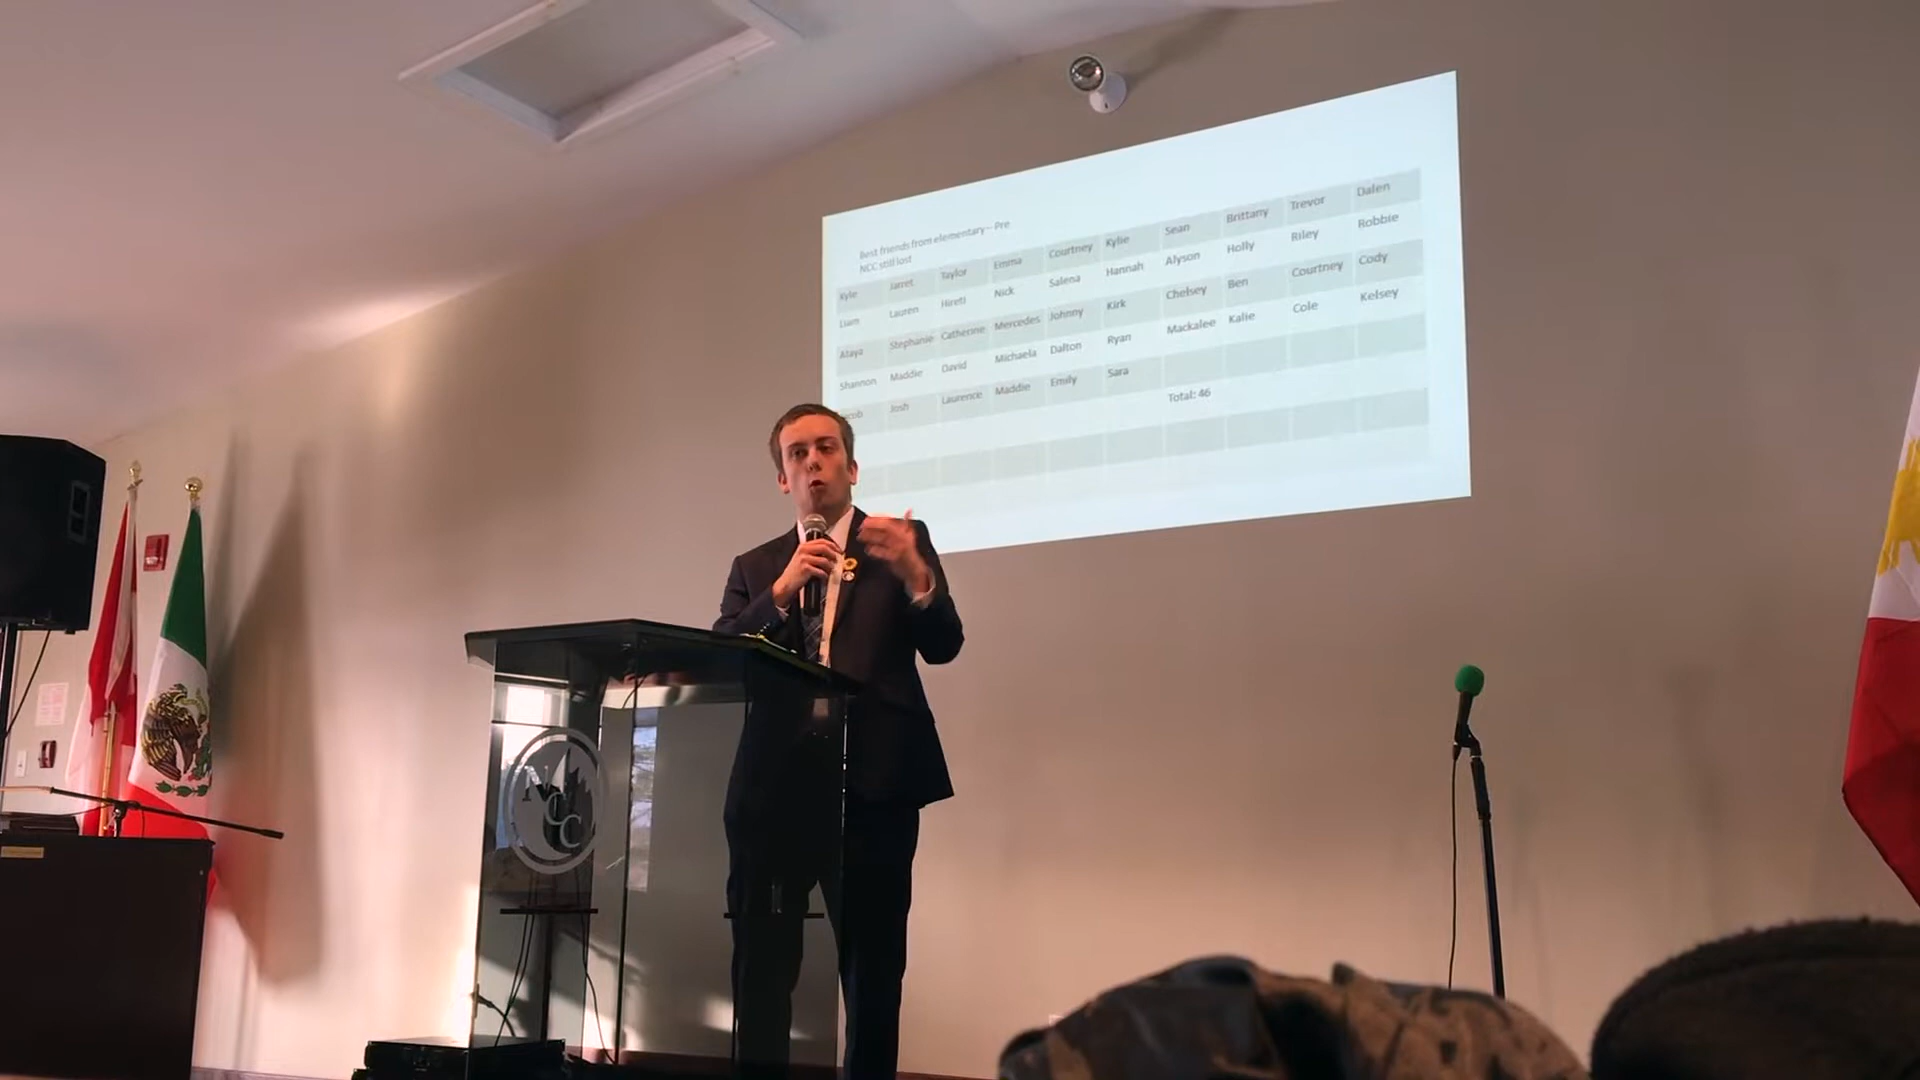 Best friends from elementary – Pre
NCC still lost
Kyle Jarret Taylor Emma Courtney Kylie Sean Brittany Trevor Dalen
Liam Lauren Hireti Nick Salena Hannah Alyson Holly Riley Robbie
Ataya Stephanie Catherine Mercedes Johnny Kirk Chelsey Ben Courtney Cody
Shannon Maddie David Michaela Dalton Ryan Mackalee Kalie Cole Kelsey
Josh Laurence Maddie Emily Sara
Total: 46
NCC